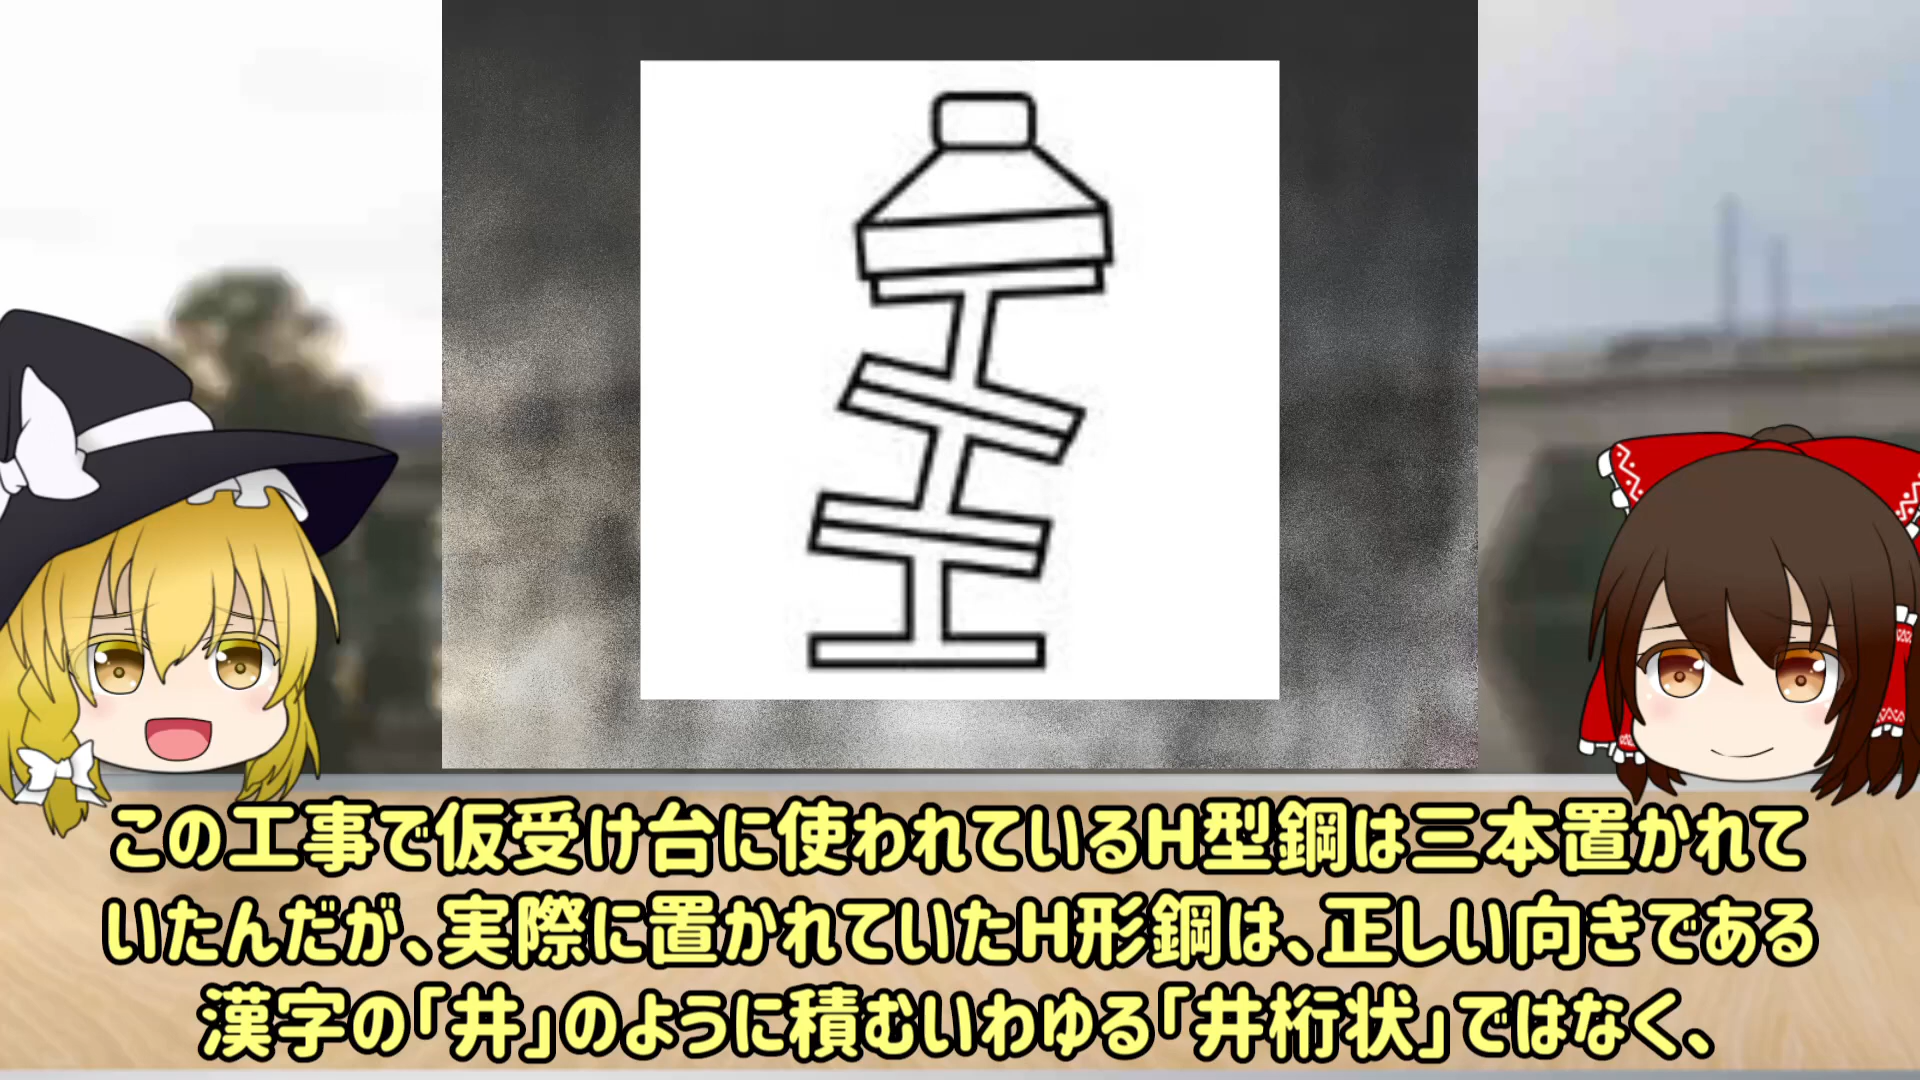 この工事で仮受け台に使われているH型鋼は三本置かれて
いたんだが、実際に置かれていたH形鋼は、正しい向きである
漢字の｢井｣のように積むいわゆる｢井桁状｣ではなく、